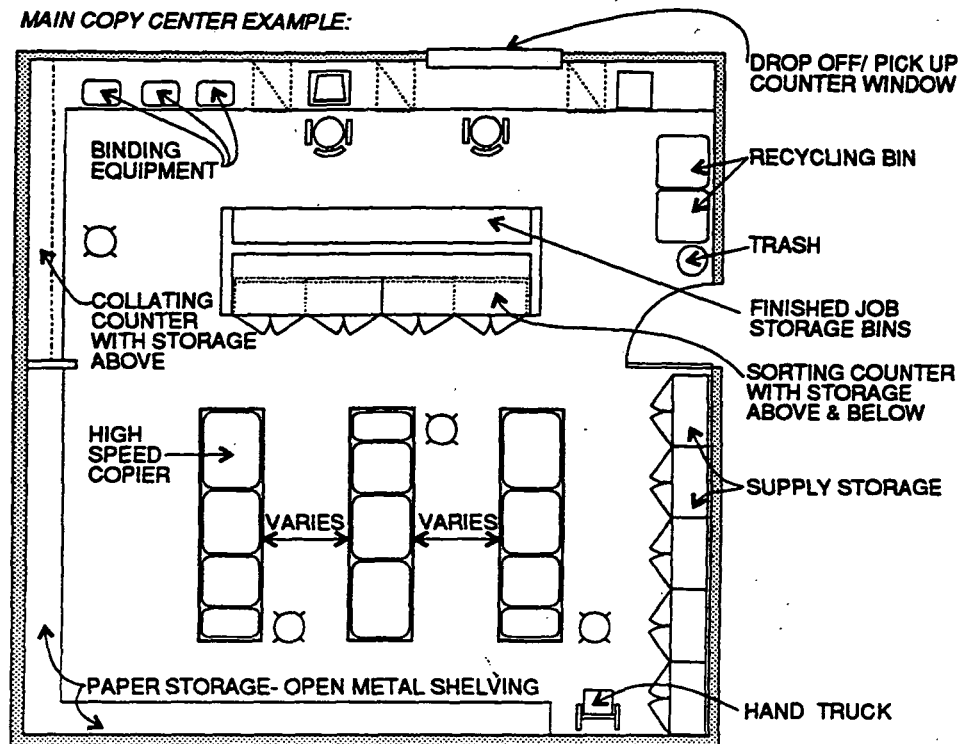 MAIN COPY CENTER EXAMPLE:
DROP OFF/ PICK UP
COUNTER WINDOW
BINDING
EQUIPMENT
RECYCLING BIN
TRASH
COLLATING
COUNTER
WITH STORAGE
ABOVE
FINISHED JOB
STORAGE BINS
SORTING COUNTER
WITH STORAGE
ABOVE & BELOW
HIGH
SPEED
COPIER
SUPPLY STORAGE
VARIES
VARIES
PAPER STORAGE- OPEN METAL SHELVING
HAND TRUCK